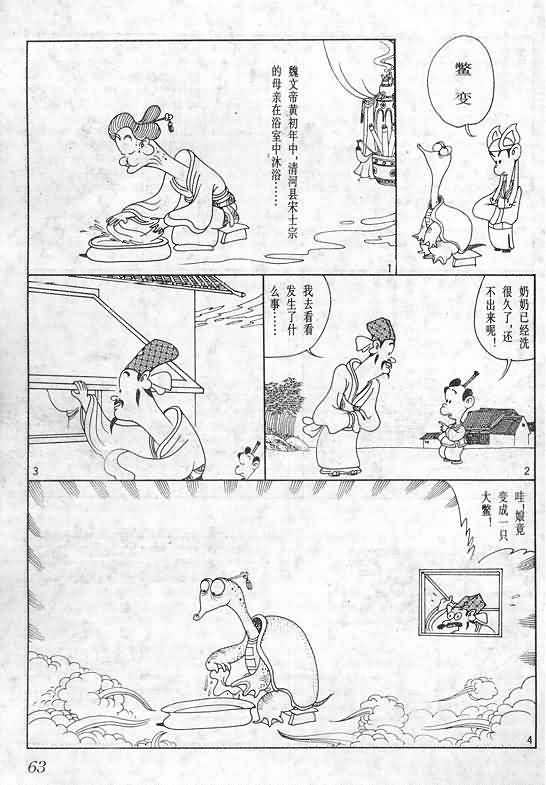 鳖变
魏文帝黄初年中，清河县宋士宗
的母亲在浴室中沐浴……
1
奶奶已经洗
很久了，还
不出来呢！
我去看看
发生了什
么事……
2
3
哇！娘竟
变成一只
大鳖！
4
63